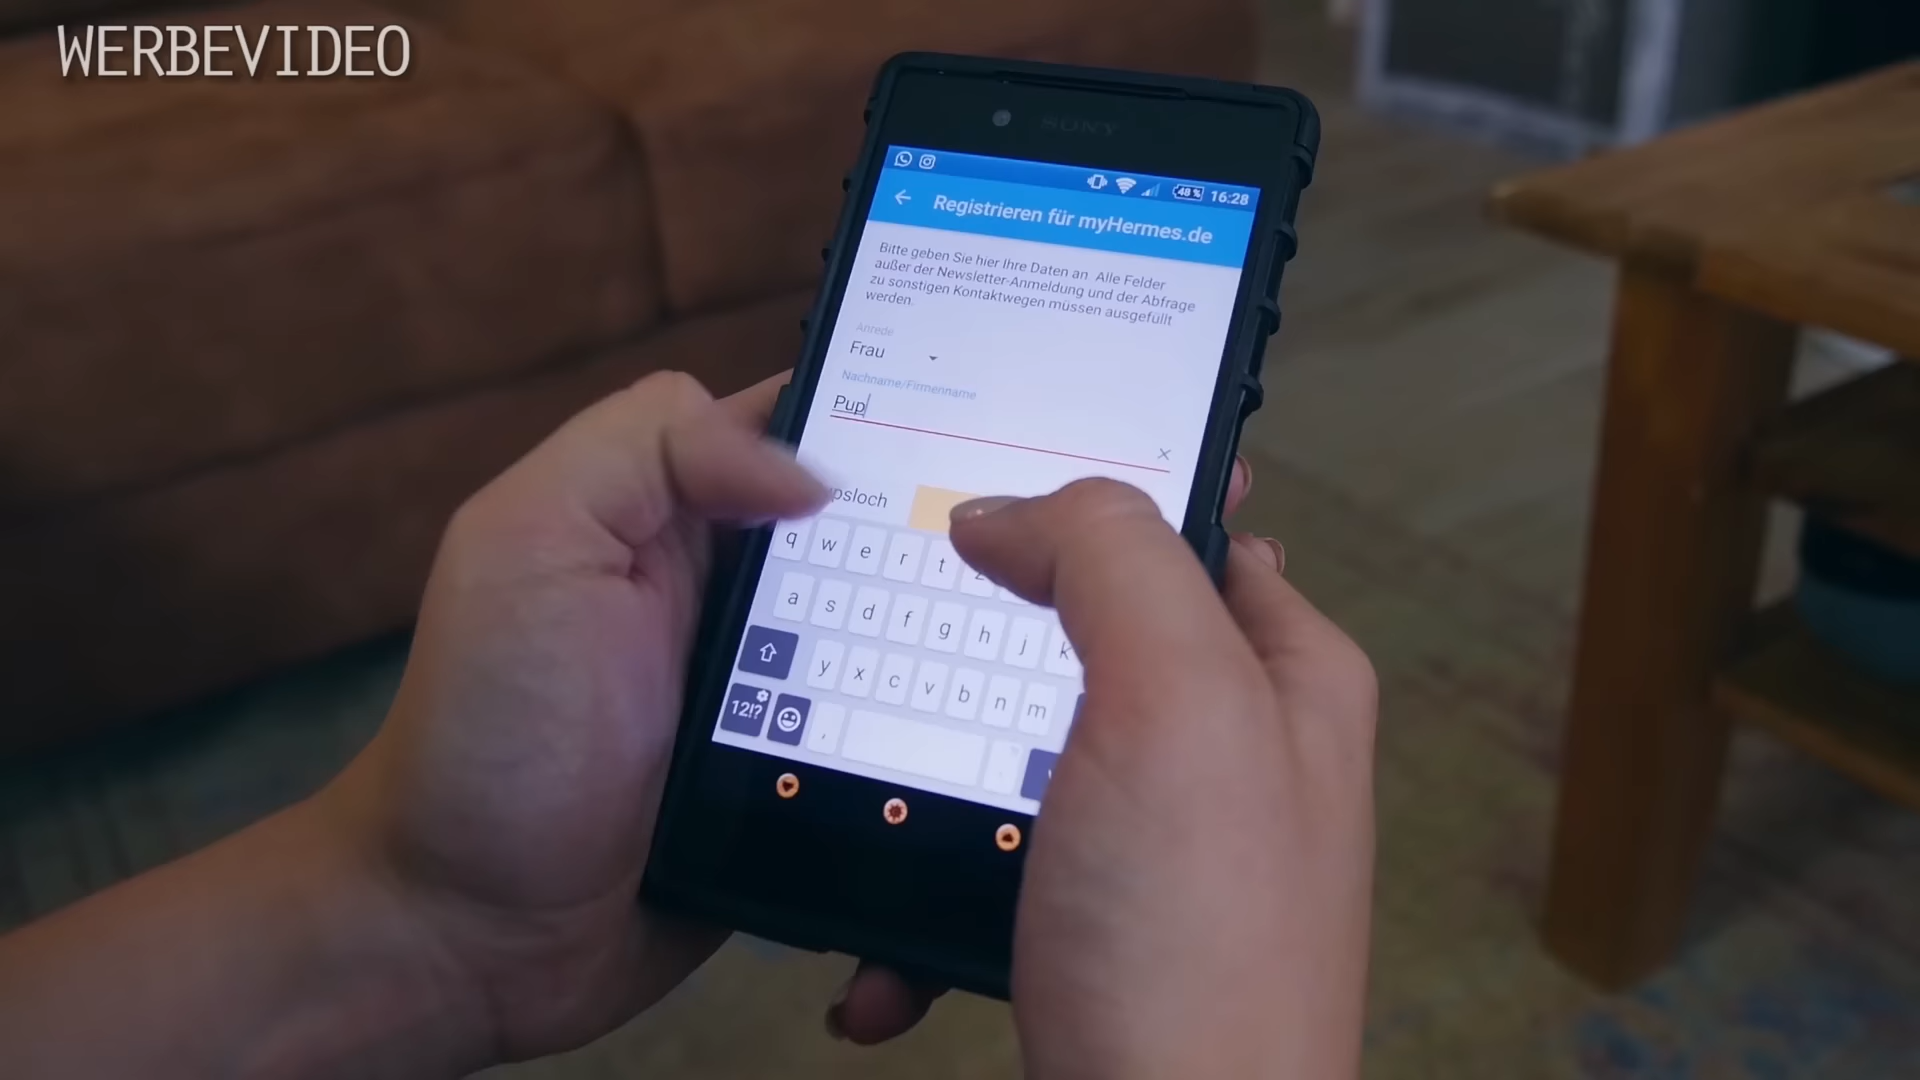 WERBEVIDEO
SONY
48 % 16:28
Registrieren für myHermes.de
Bitte geben Sie hier Ihre Daten an Alle Felder
außer der Newsletter-Anmeldung und der Abfrage
zu sonstigen Kontaktwegen müssen ausgefüllt
werden.
Anrede
Frau
Nachname/Firmenname
Pup
q w e r t
a s d f g h j k
y x c v b n m
12!? ,